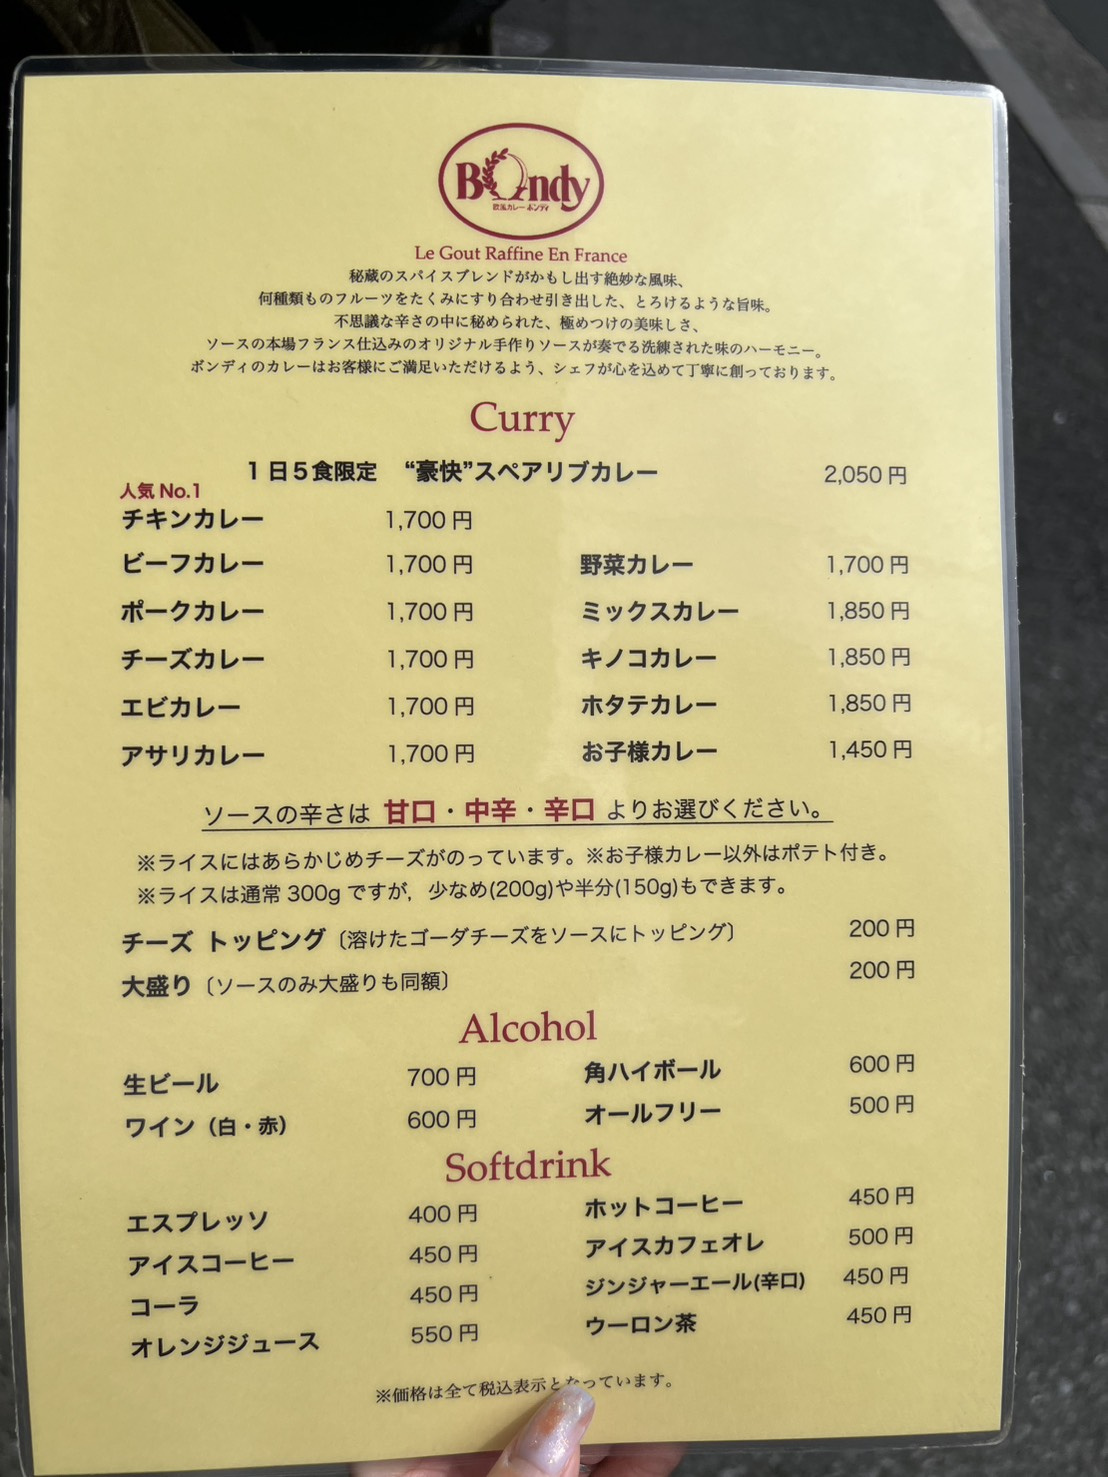 Bondy
欧風カレー ボンディ
Le Gout Raffine En France
秘蔵のスパイスブレンドがかもし出す絶妙な風味、
何種類ものフルーツをたくみにすり合わせ引き出した、とろけるような旨味。
不思議な辛さの中に秘められた、極めつけの美味しさ、
ソースの本場フランス仕込みのオリジナル手作りソースが奏でる洗練された味のハーモニー。
ボンディのカレーはお客様にご満足いただけるよう、シェフが心を込めて丁寧に創っております。
Curry
1日5食限定 “豪快”スペアリブカレー 2,050円
人気 No.1
チキンカレー 1,700円
ビーフカレー 1,700円 野菜カレー 1,700円
ポークカレー 1,700円 ミックスカレー 1,850円
チーズカレー 1,700円 キノコカレー 1,850円
エビカレー 1,700円 ホタテカレー 1,850円
アサリカレー 1,700円 お子様カレー 1,450円
ソースの辛さは 甘口・中辛・辛口 よりお選びください。
※ライスにはあらかじめチーズがのっています。※お子様カレー以外はポテト付き。
※ライスは通常300gですが，少なめ(200g)や半分(150g)もできます。
チーズ トッピング〔溶けたゴーダチーズをソースにトッピング〕 200円
大盛り〔ソースのみ大盛りも同額〕 200円
Alcohol
生ビール 700円 角ハイボール 600円
ワイン（白・赤） 600円 オールフリー 500円
Softdrink
エスプレッソ 400円 ホットコーヒー 450円
アイスコーヒー 450円 アイスカフェオレ 500円
コーラ 450円 ジンジャーエール(辛口) 450円
オレンジジュース 550円 ウーロン茶 450円
※価格は全て税込表示となっています。